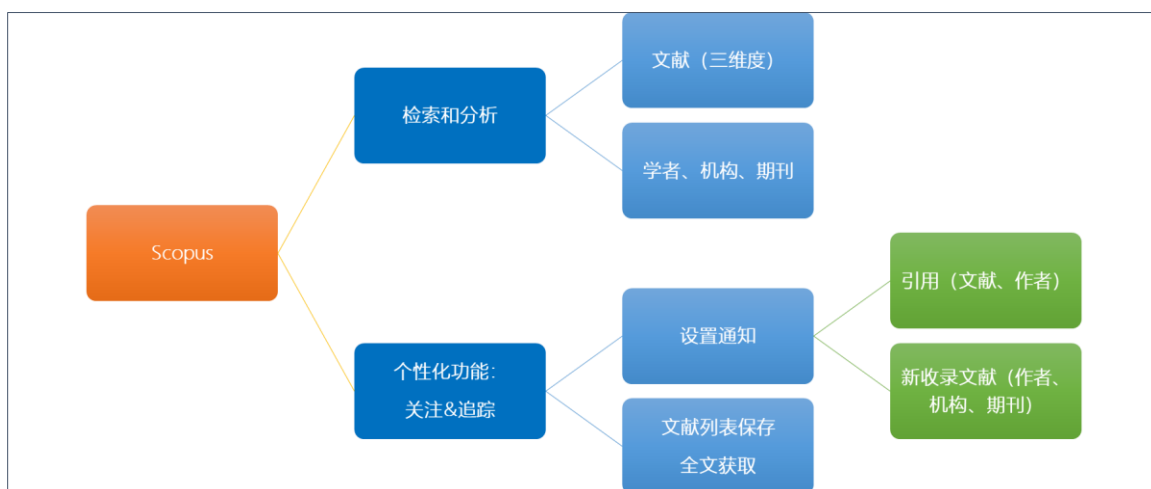 文献（三维度）
检索和分析
学者、机构、期刊
Scopus
引用（文献、作者）
设置通知
个性化功能：
关注&追踪
新收录文献（作者、
机构、期刊）
文献列表保存
全文获取